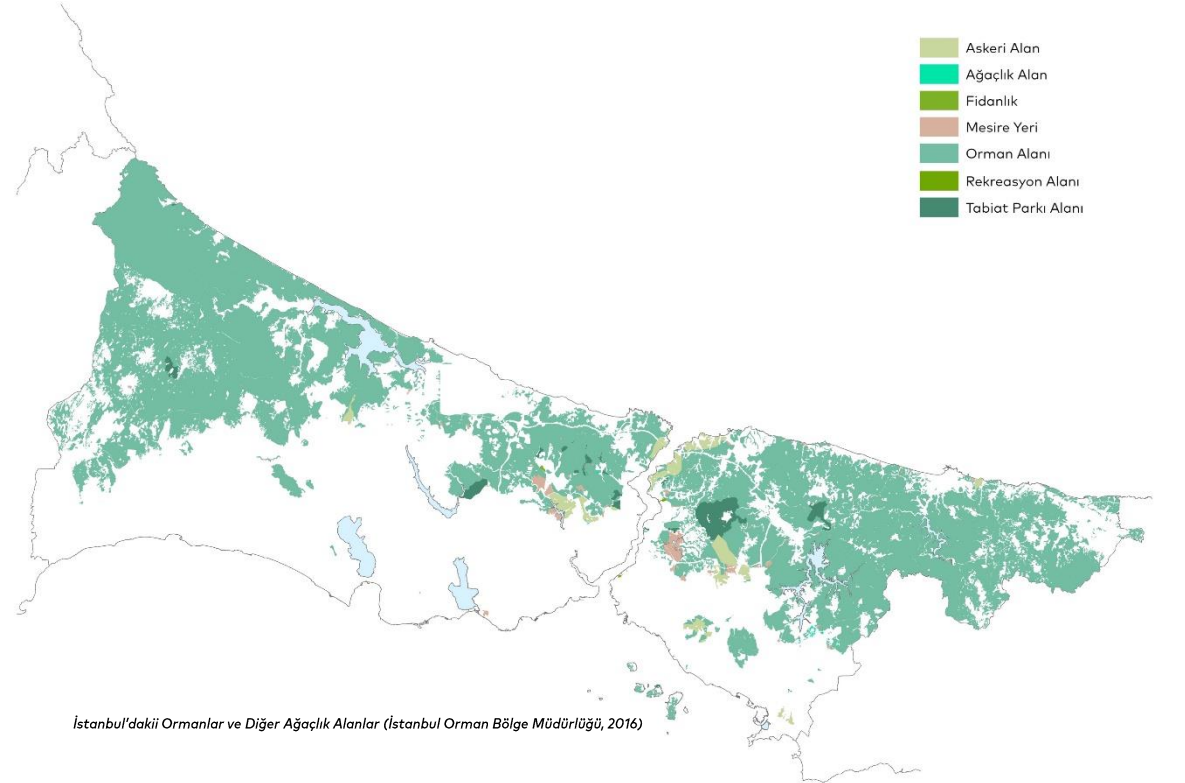 Askeri Alan
Ağaçlık Alan
Fidanlık
Mesire Yeri
Orman Alanı
Rekreasyon Alanı
Tabiat Parkı Alanı
İstanbul'dakii Ormanlar ve Diğer Ağaçlık Alanlar (İstanbul Orman Bölge Müdürlüğü, 2016)